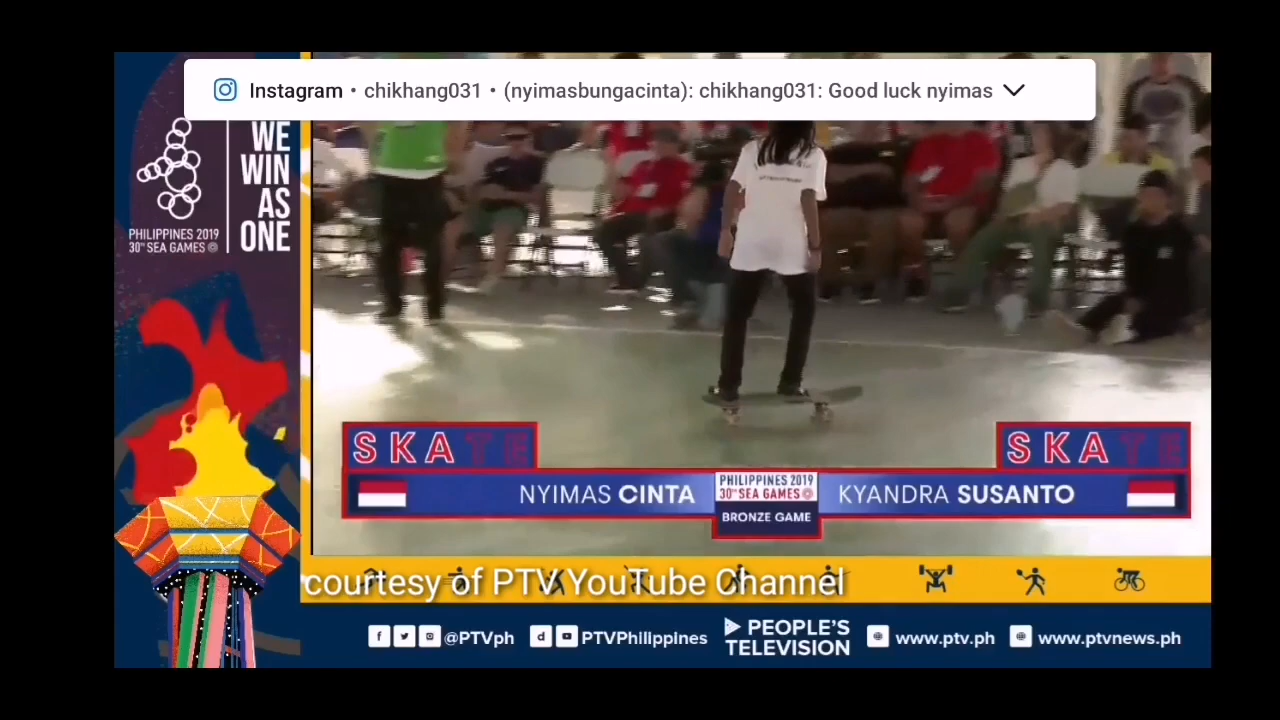 Instagram • chikhang031 • (nyimasbungacinta): chikhang031: Good luck nyimas
WE
WIN
AS
ONE
PHILIPPINES 2019
30TH SEA GAMES
SKATE
SKATE
NYIMAS CINTA
PHILIPPINES 2019
30TH SEA GAMES
KYANDRA SUSANTO
BRONZE GAME
courtesy of PTV YouTube Channel
@PTVph
PTVPhilippines
PEOPLE'S
TELEVISION
www.ptv.ph
www.ptvnews.ph